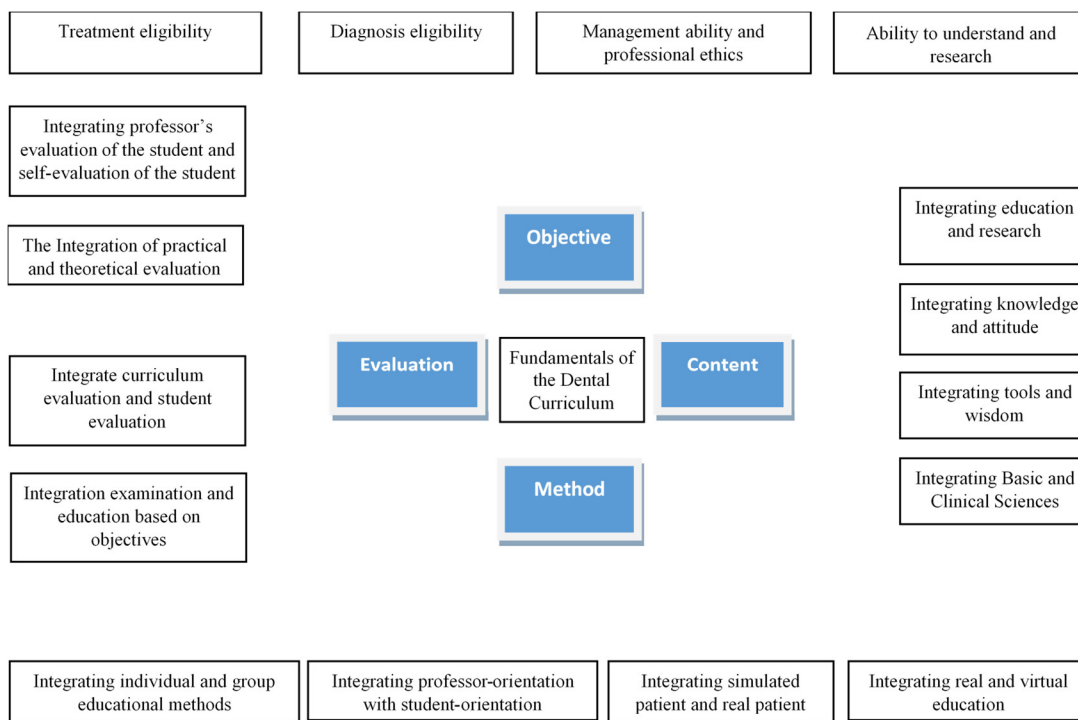 Treatment eligibility
Diagnosis eligibility
Management ability and
professional ethics
Ability to understand and
research
Integrating professor's
evaluation of the student and
self-evaluation of the student
The Integration of practical
and theoretical evaluation
Integrate curriculum
evaluation and student
evaluation
Integration examination and
education based on
objectives
Objective
Evaluation
Fundamentals of
the Dental
Curriculum
Content
Method
Integrating education
and research
Integrating knowledge
and attitude
Integrating tools and
wisdom
Integrating Basic and
Clinical Sciences
Integrating individual and group
educational methods
Integrating professor-orientation
with student-orientation
Integrating simulated
patient and real patient
Integrating real and virtual
education